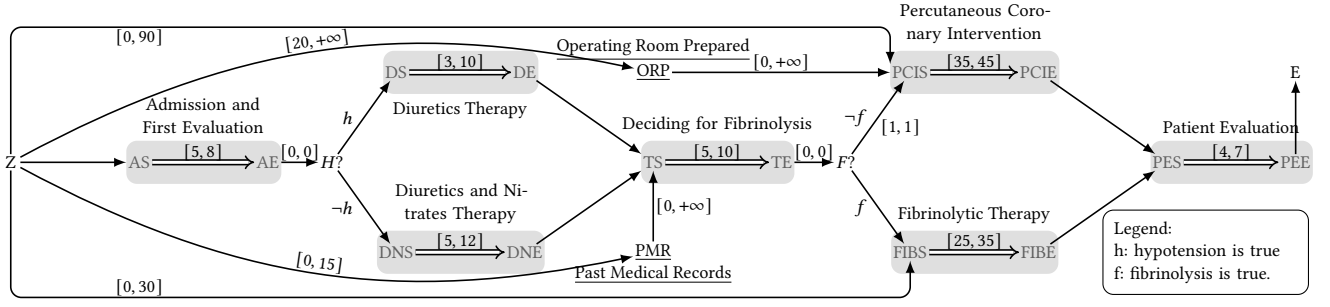 Percutaneous Coro-
nary Intervention
[0, 90]
[20, +∞]
Operating Room Prepared
[3, 10]
[35, 45]
DS
DE
ORP
[0, +∞]
PCIS
PCIE
E
Admission and
First Evaluation
Diuretics Therapy
h
Deciding for Fibrinolysis
¬f
[1, 1]
Patient Evaluation
Z
AS
[5, 8]
AE
[0, 0]
H?
TS
[5, 10]
TE
[0, 0]
F?
PES
[4, 7]
PEE
Diuretics and Ni-
trates Therapy
¬h
[0, +∞]
f
Fibrinolytic Therapy
Legend:
h: hypotension is true
f: fibrinolysis is true.
DNS
[5, 12]
DNE
PMR
FIBS
[25, 35]
FIBE
[0, 15]
Past Medical Records
[0, 30]